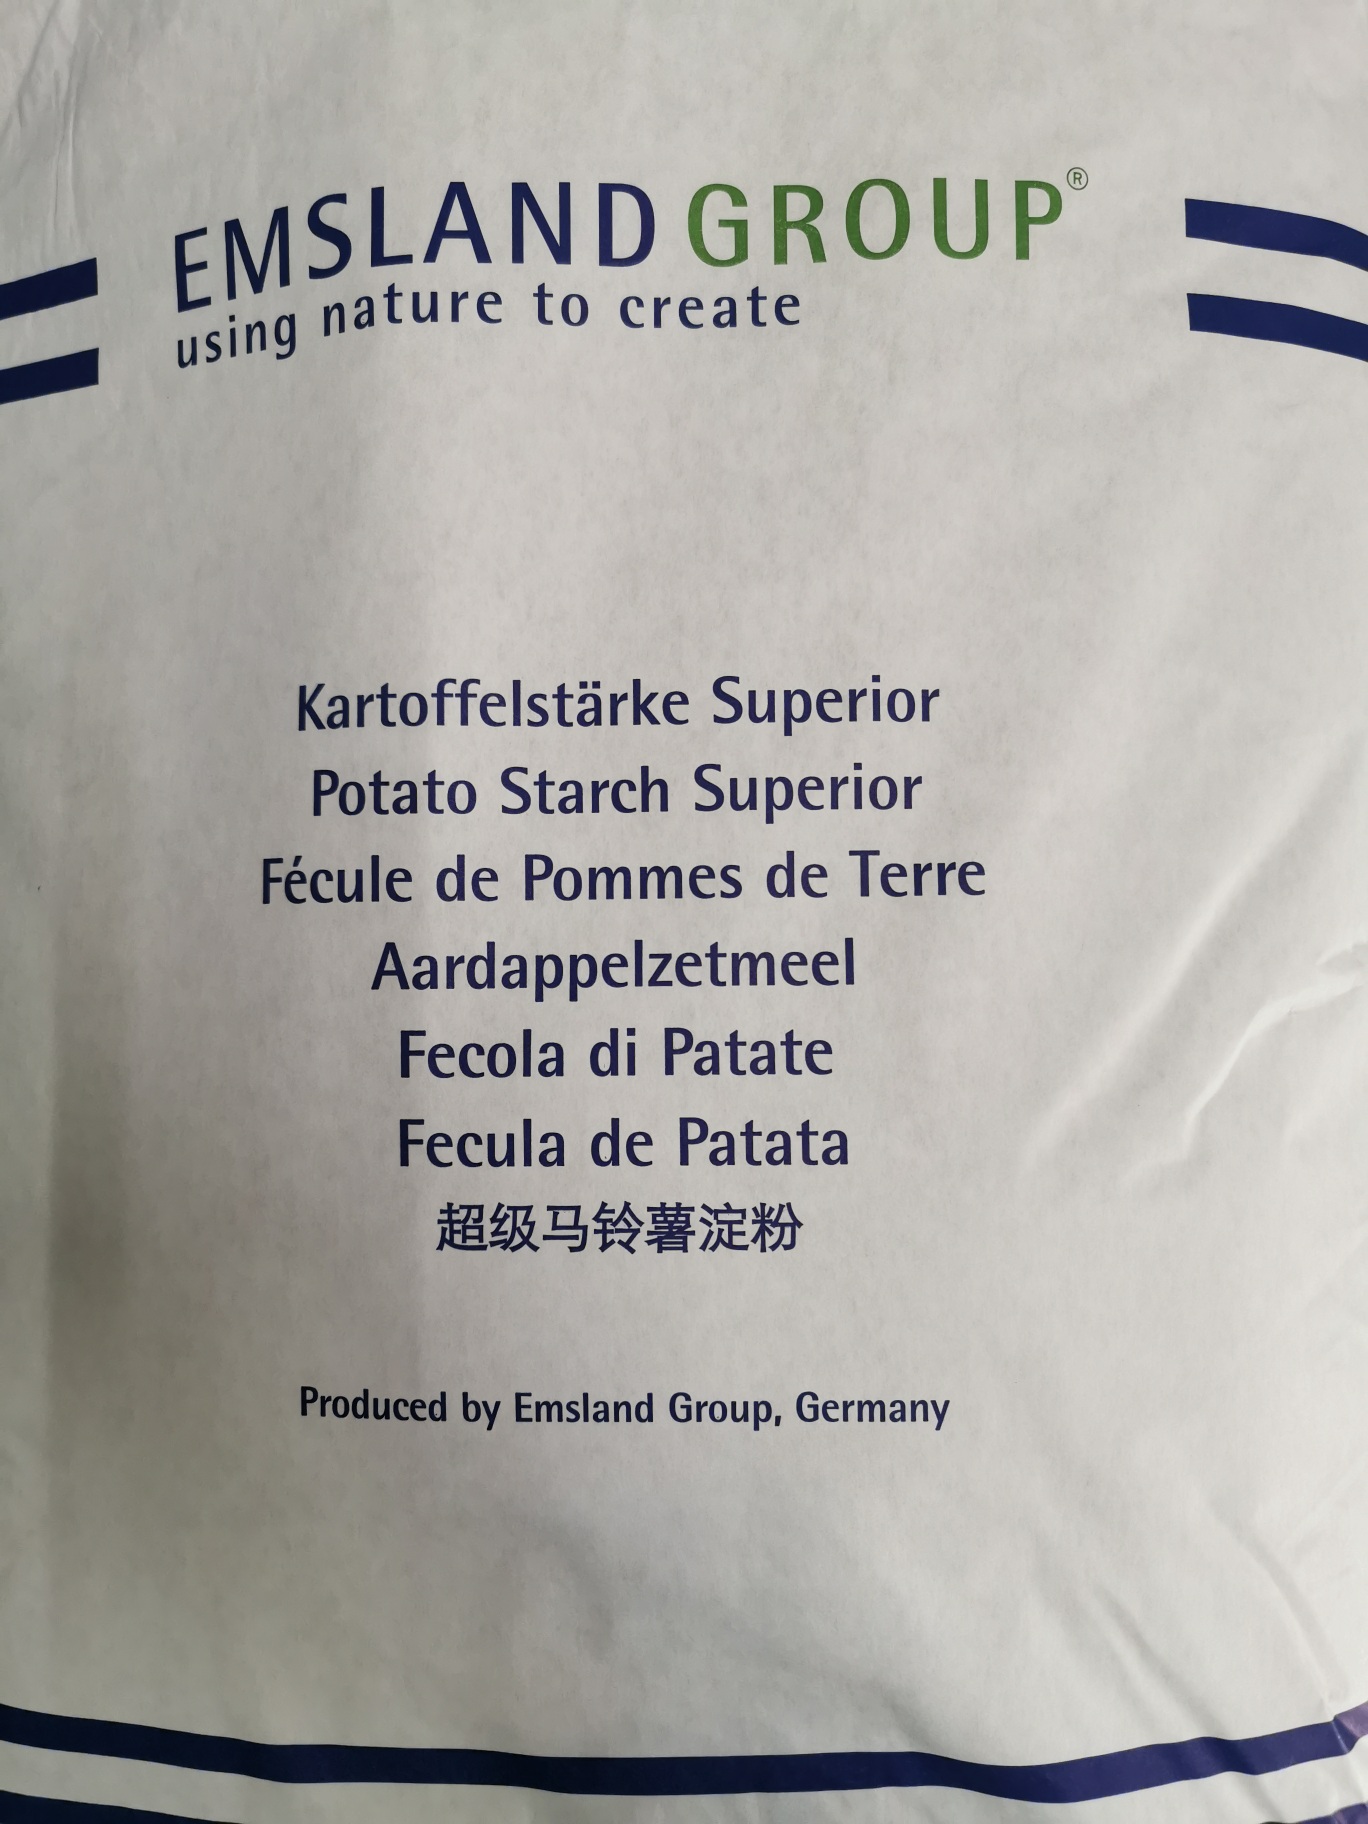 EMSLAND GROUP®
using nature to create
Kartoffelstärke Superior
Potato Starch Superior
Fécule de Pommes de Terre
Aardappelzetmeel
Fecola di Patate
Fecula de Patata
超级马铃薯淀粉
Produced by Emsland Group, Germany